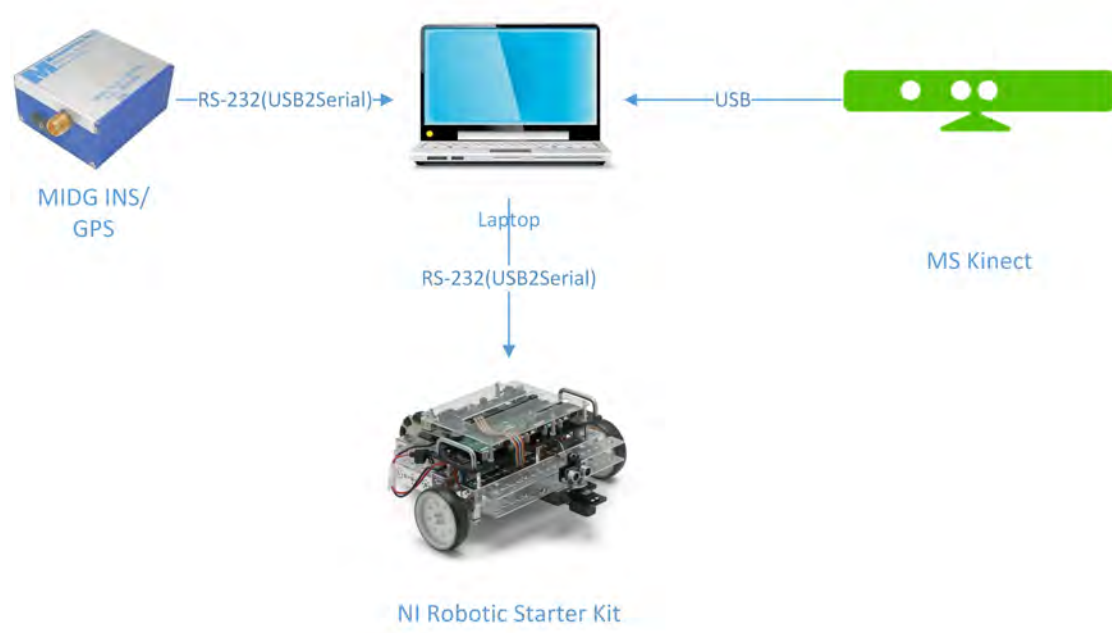 RS-232(USB2Serial)
USB
MIDG INS/
GPS
Laptop
MS Kinect
RS-232(USB2Serial)
NI Robotic Starter Kit